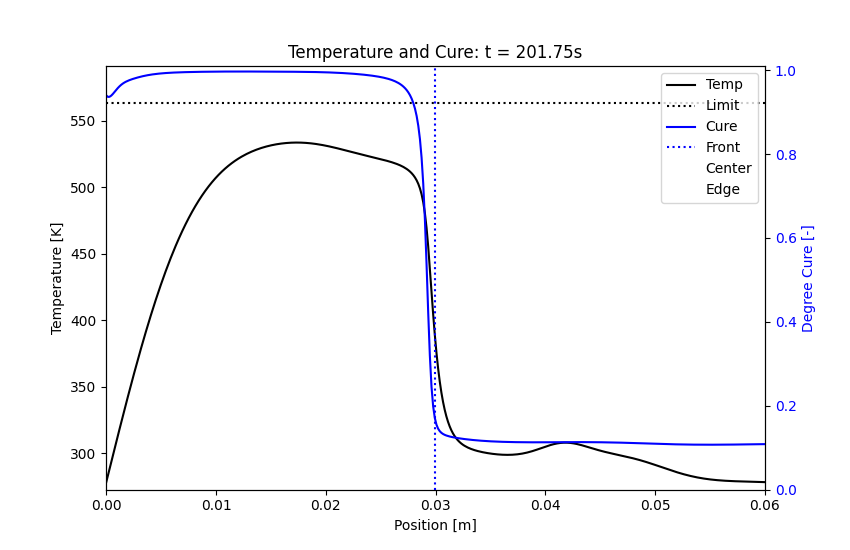 Temperature and Cure: t = 201.75s
Temp
Limit
Cure
Front
Center
Edge
550
500
450
400
350
300
Temperature [K]
1.0
0.8
0.6
0.4
0.2
0.0
Degree Cure [-]
0.00 0.01 0.02 0.03 0.04 0.05 0.06
Position [m]